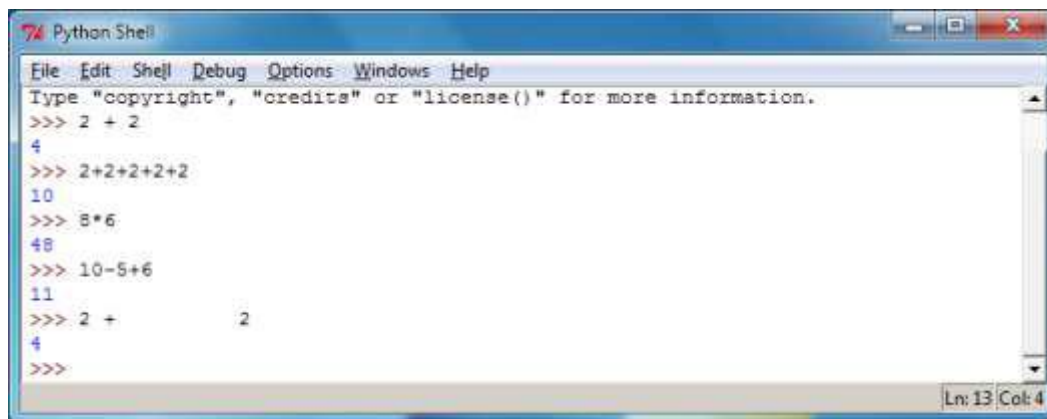 Python Shell
File Edit Shell Debug Options Windows Help
Type "copyright", "credits" or "license()" for more information.
>>> 2 + 2
4
>>> 2+2+2+2+2
10
>>> 8*6
48
>>> 10-5+6
11
>>> 2 +            2
4
>>>
Ln: 13 Col: 4